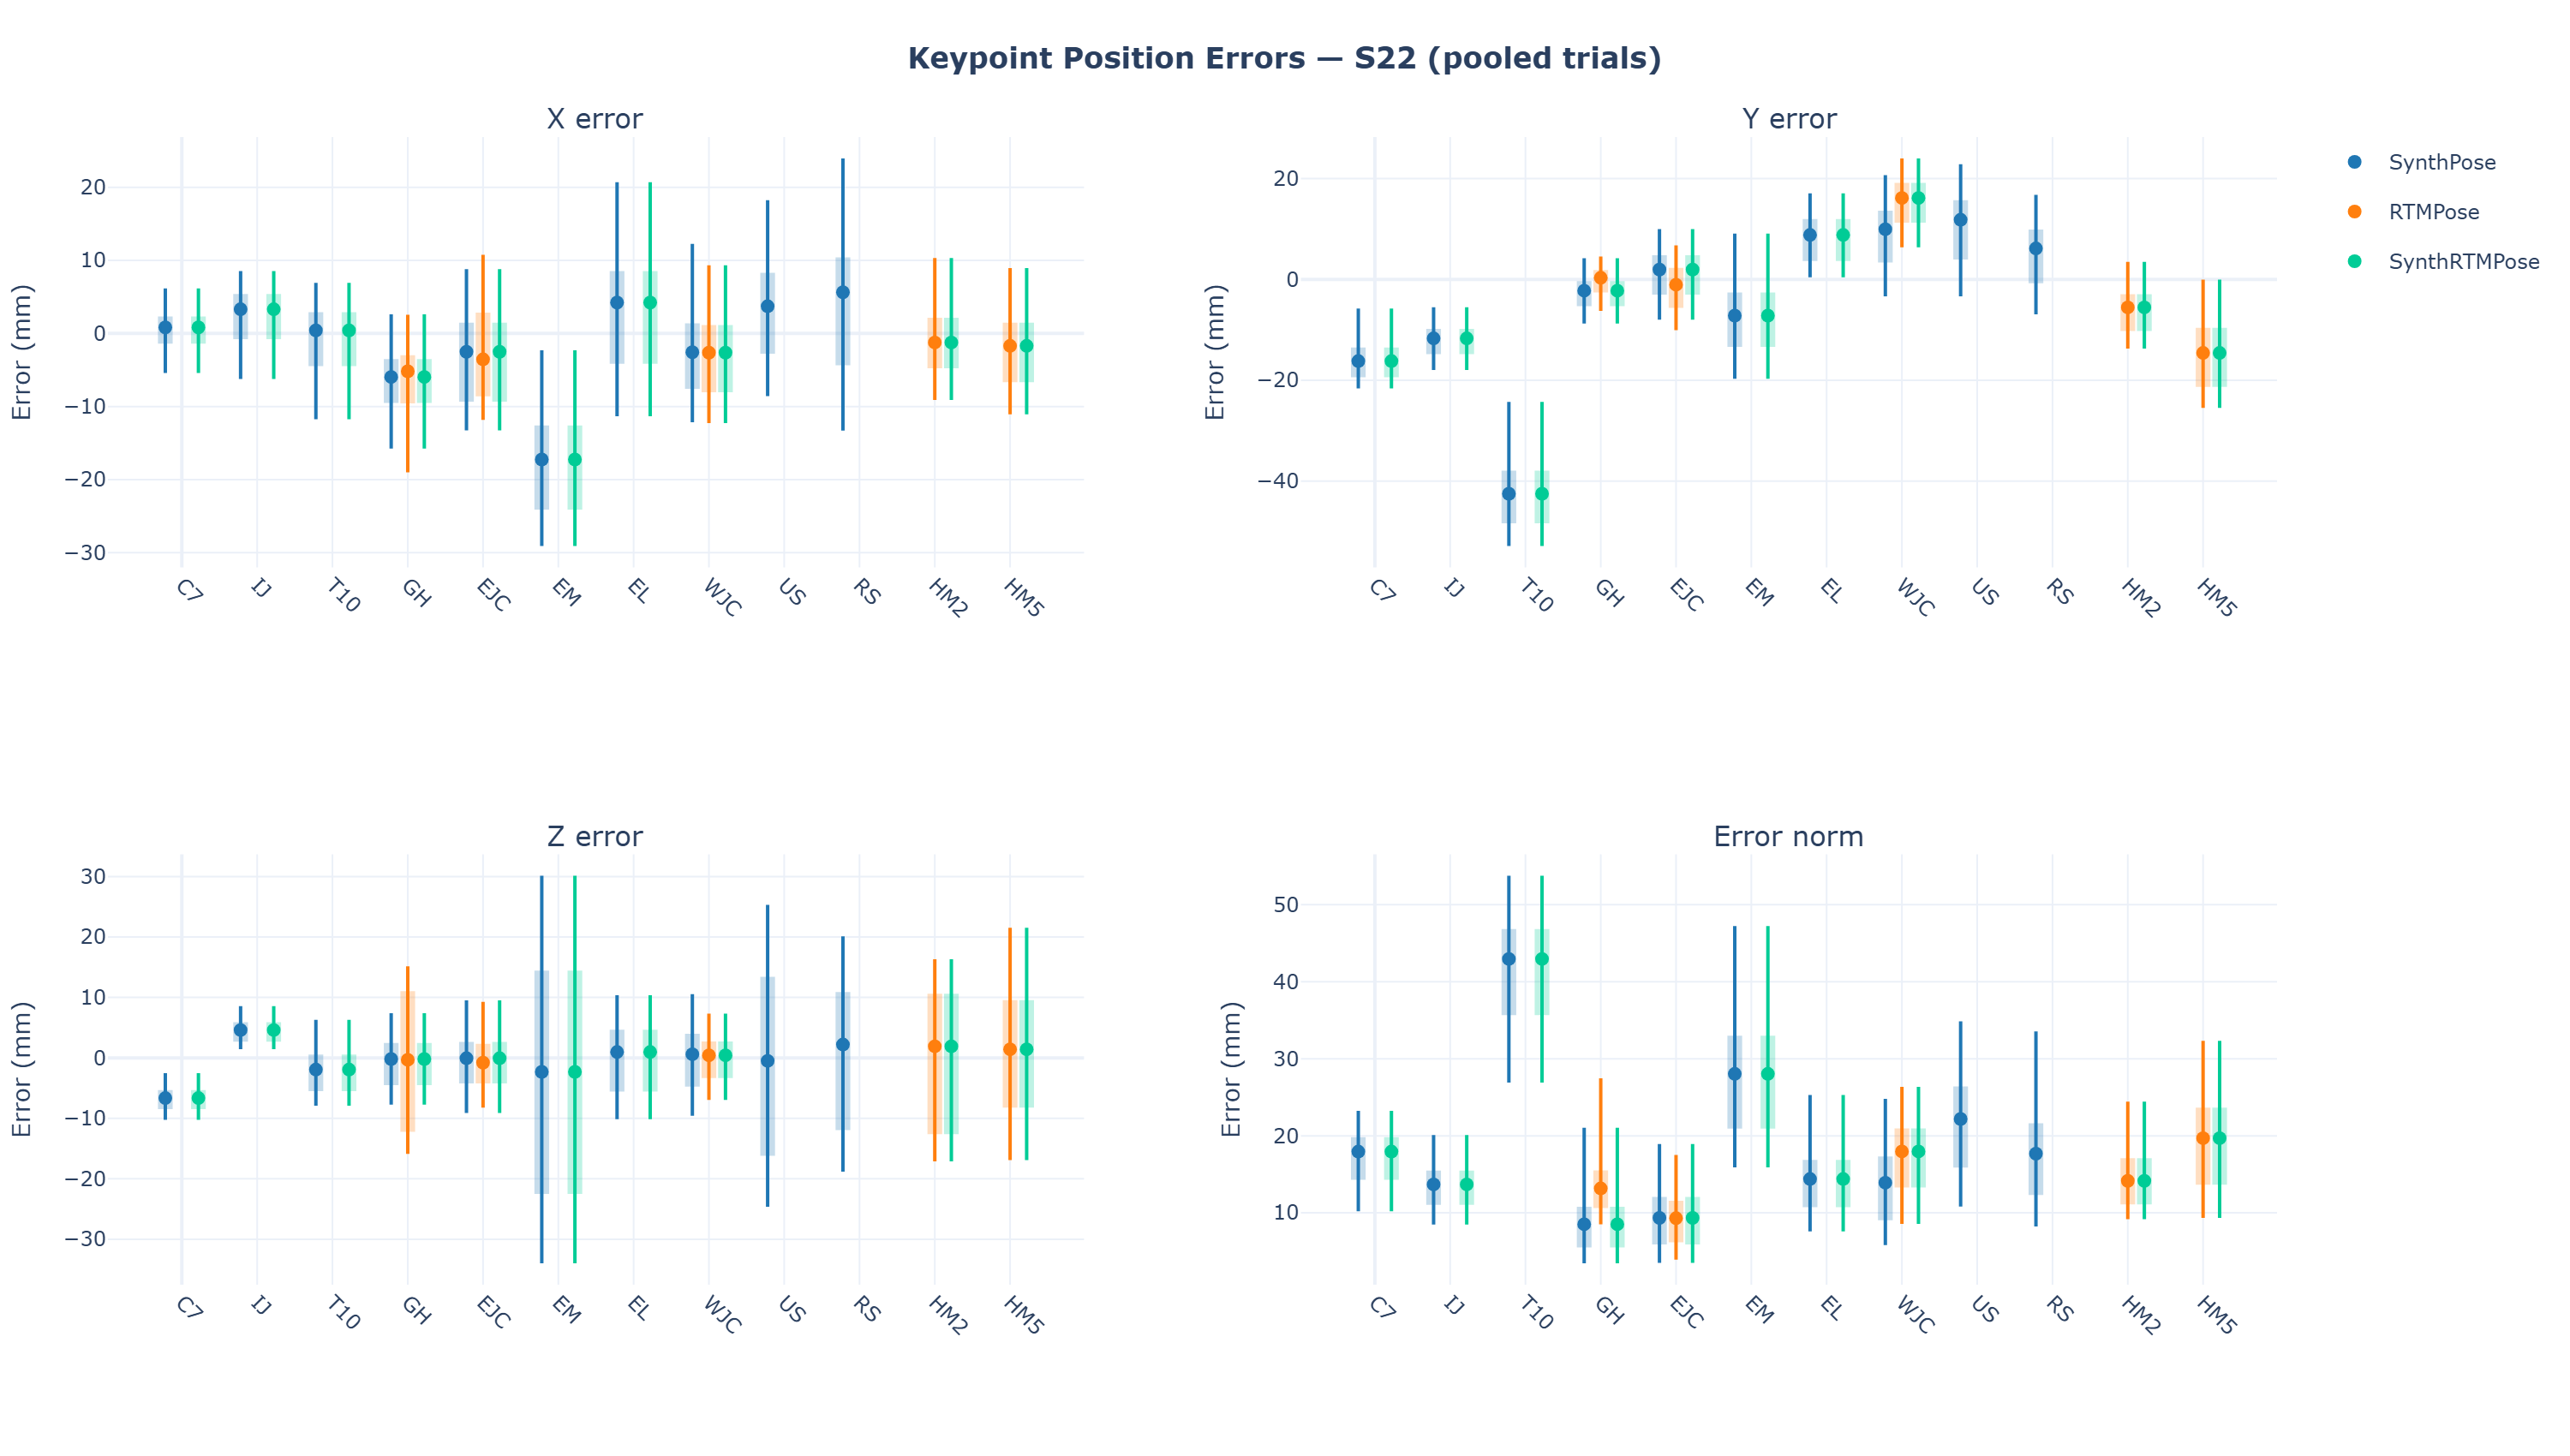 Keypoint Position Errors — S22 (pooled trials)
X error
Error (mm)
20
10
0
−10
−20
−30
C7 IJ T10 GH EJC EM EL WJC US RS HM2 HM5
Y error
Error (mm)
20
0
−20
−40
C7 IJ T10 GH EJC EM EL WJC US RS HM2 HM5
SynthPose
RTMPose
SynthRTMPose
Z error
Error (mm)
30
20
10
0
−10
−20
−30
C7 IJ T10 GH EJC EM EL WJC US RS HM2 HM5
Error norm
Error (mm)
50
40
30
20
10
C7 IJ T10 GH EJC EM EL WJC US RS HM2 HM5